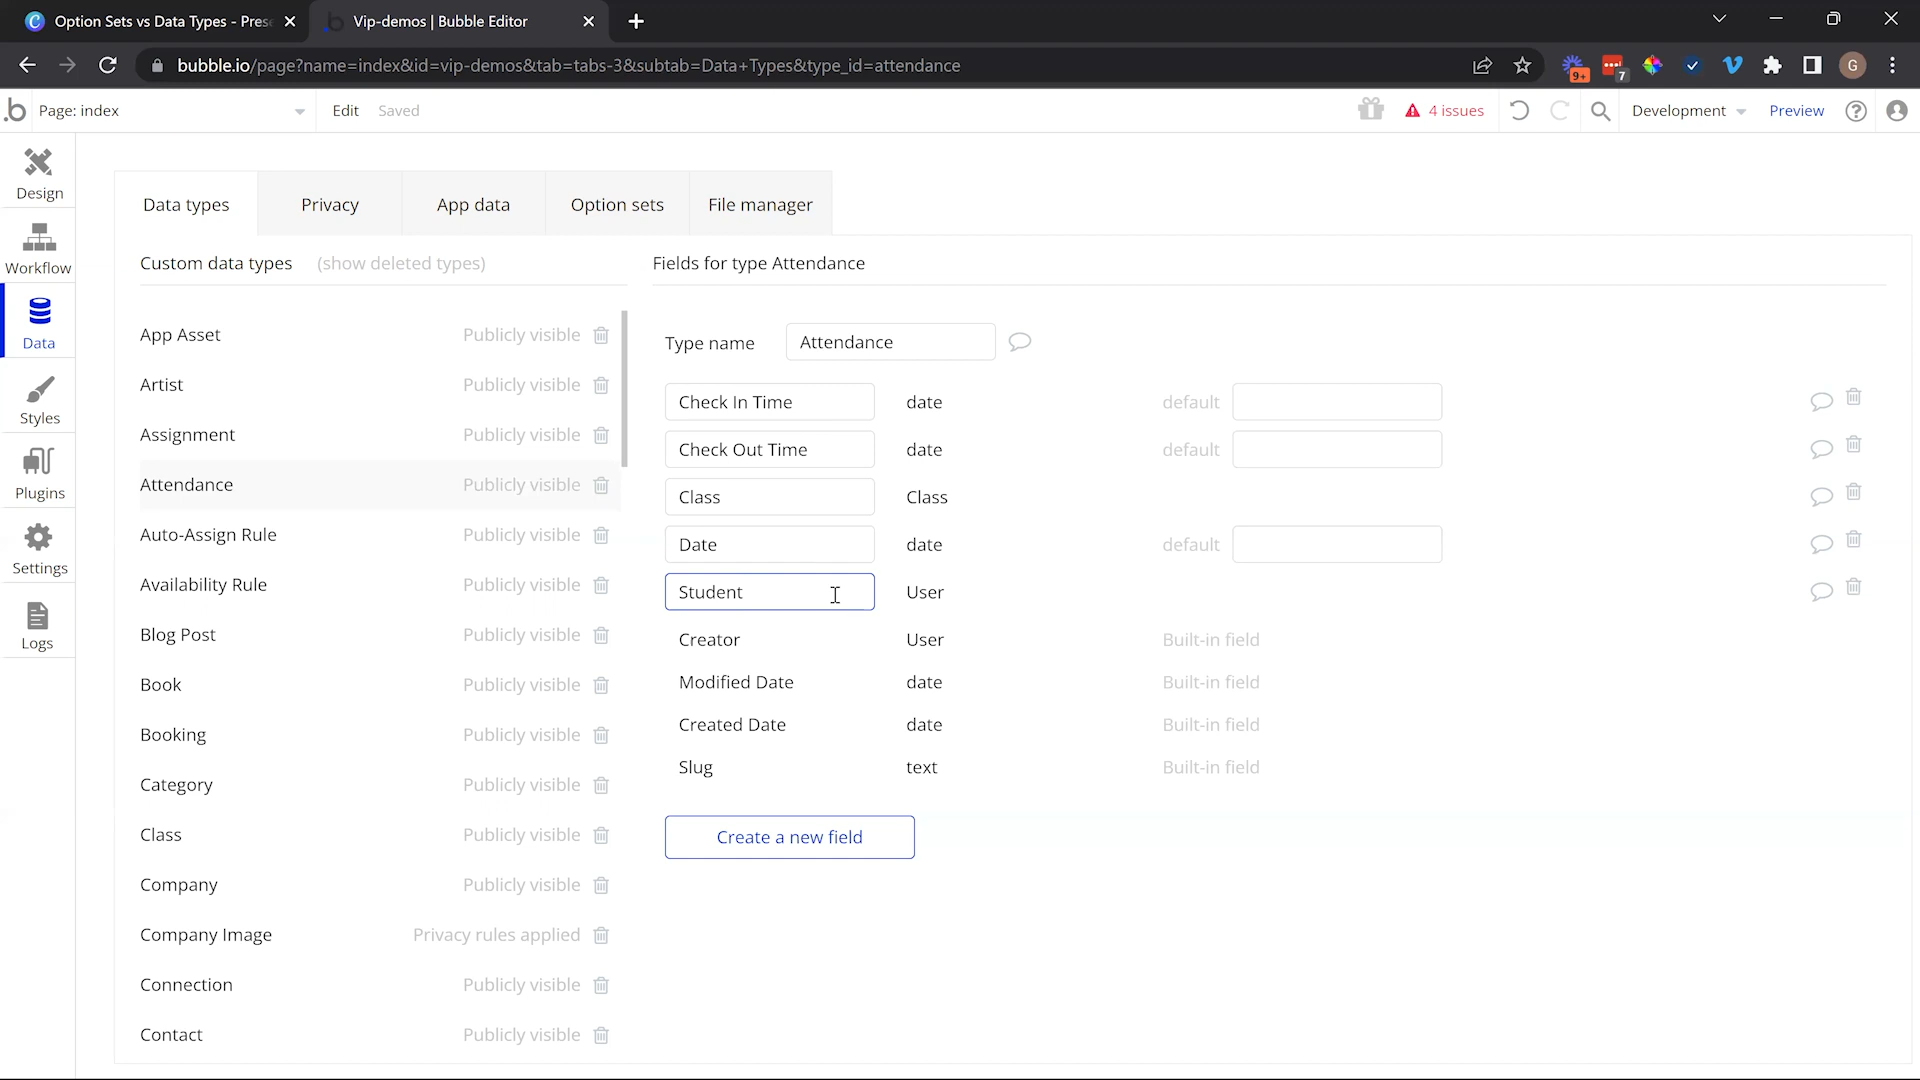 Option Sets vs Data Types - Pres
Vip-demos | Bubble Editor
bubble.io/page?name=index&id=vip-demos&tab=tabs-3&subtab=Data+Types&type_id=attendance
9+
7
G
Page: index
Edit
Saved
4 issues
Development
Preview
Design
Workflow
Data
Styles
Plugins
Settings
Logs
Data types
Privacy
App data
Option sets
File manager
Custom data types
(show deleted types)
App Asset Publicly visible
Artist Publicly visible
Assignment Publicly visible
Attendance Publicly visible
Auto-Assign Rule Publicly visible
Availability Rule Publicly visible
Blog Post Publicly visible
Book Publicly visible
Booking Publicly visible
Category Publicly visible
Class Publicly visible
Company Publicly visible
Company Image Privacy rules applied
Connection Publicly visible
Contact Publicly visible
Fields for type Attendance
Type name Attendance
Check In Time date default
Check Out Time date default
Class Class
Date date default
Student User
Creator User Built-in field
Modified Date date Built-in field
Created Date date Built-in field
Slug text Built-in field
Create a new field